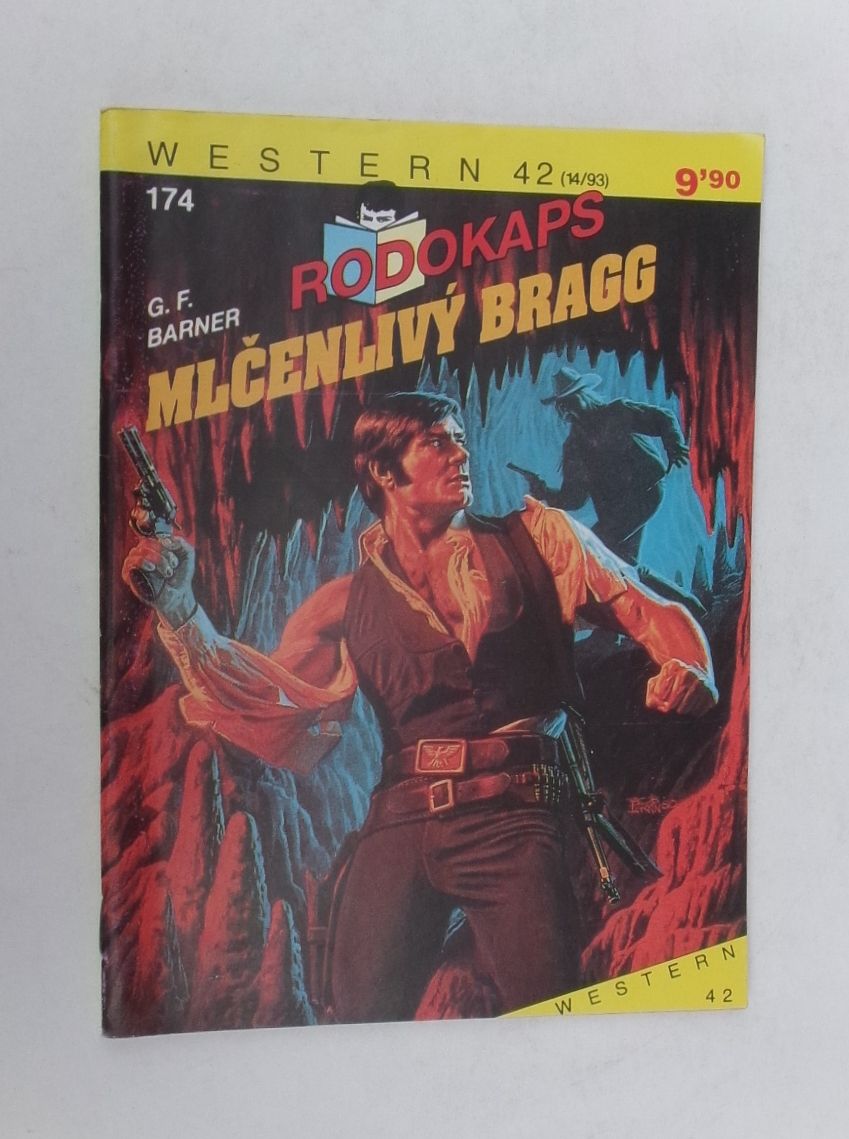 WESTERN 42 (14/93)
9'90
174
RODOKAPS
G. F.
BARNER
MLČENLIVÝ BRAGG
WESTERN
42